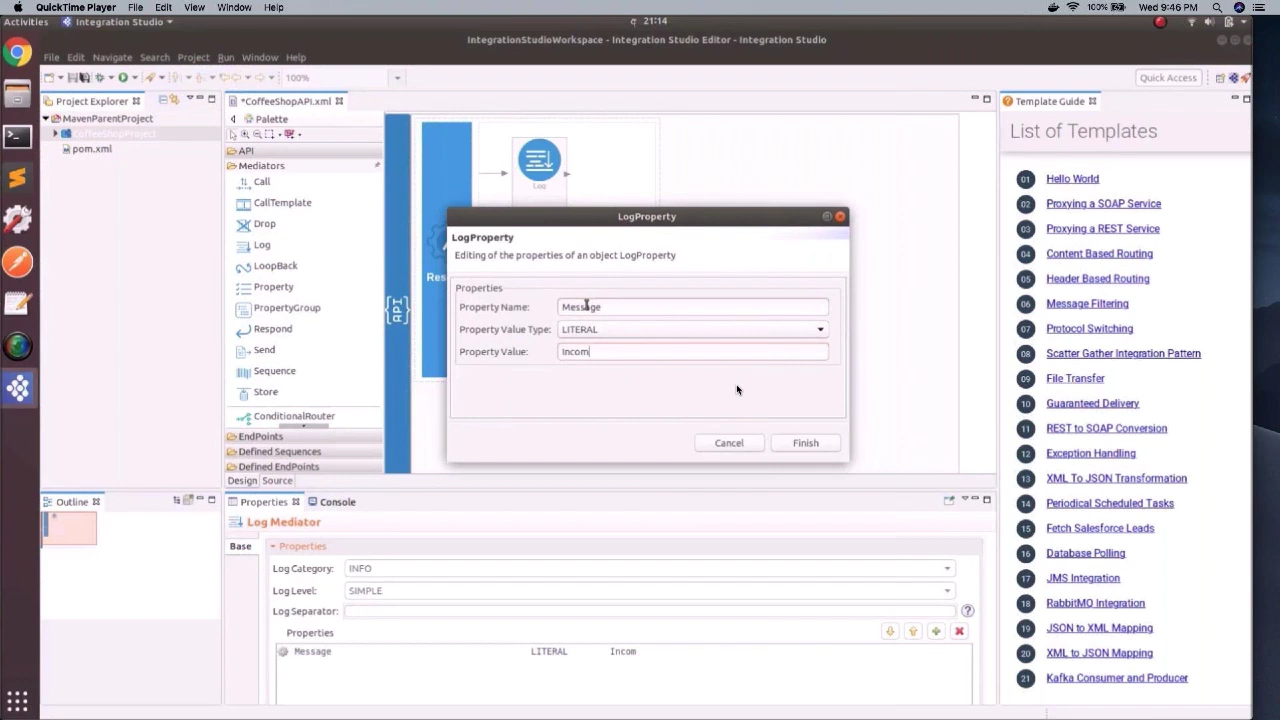 QuickTime Player File Edit View Window Help
100% Wed 9:46 PM
Activities Integration Studio 21:14
IntegrationStudioWorkspace - Integration Studio Editor - Integration Studio
File Edit Navigate Search Project Run Window Help
100% Quick Access
Project Explorer
MavenParentProject
CoffeeShopProject
pom.xml
*CoffeeShopAPI.xml
Palette
API
Mediators
Call
CallTemplate
Drop
Log
LoopBack
Property
PropertyGroup
Respond
Send
Sequence
Store
ConditionalRouter
EndPoints
Defined Sequences
Defined EndPoints
Design Source
Log
Res
{API}
LogProperty
LogProperty
Editing of the properties of an object LogProperty
Properties
Property Name: Message
Property Value Type: LITERAL
Property Value: Incom
Cancel Finish
Template Guide
List of Templates
01 Hello World
02 Proxying a SOAP Service
03 Proxying a REST Service
04 Content Based Routing
05 Header Based Routing
06 Message Filtering
07 Protocol Switching
08 Scatter Gather Integration Pattern
09 File Transfer
10 Guaranteed Delivery
11 REST to SOAP Conversion
12 Exception Handling
13 XML To JSON Transformation
14 Periodical Scheduled Tasks
15 Fetch Salesforce Leads
16 Database Polling
17 JMS Integration
18 RabbitMQ Integration
19 JSON to XML Mapping
20 XML to JSON Mapping
21 Kafka Consumer and Producer
Outline
Properties Console
Log Mediator
Base
Properties
Log Category: INFO
Log Level: SIMPLE
Log Separator:
Properties
Message LITERAL Incom